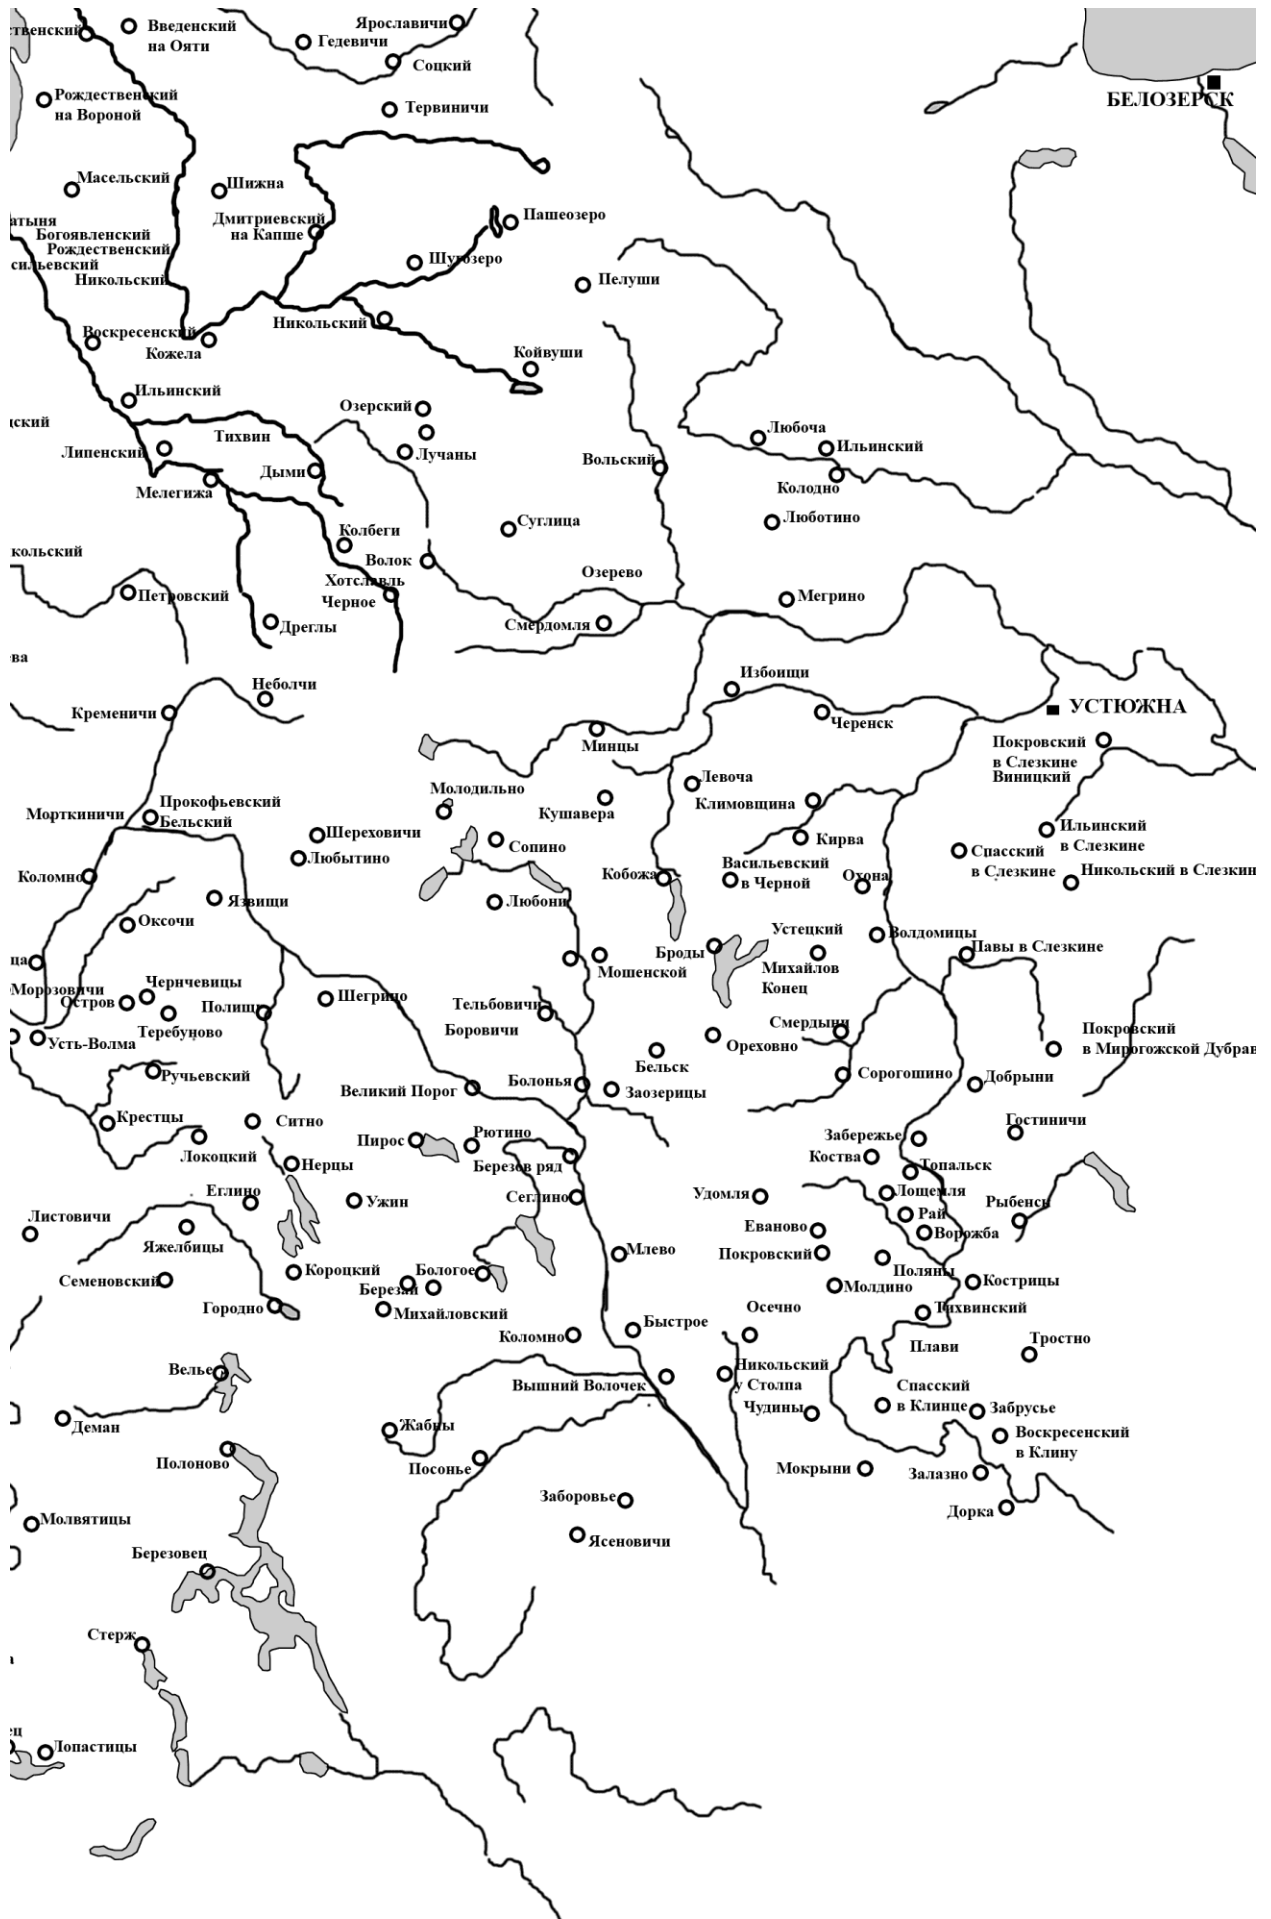 Введенский
на Ояти
Ярославичи
Гедевичи
Соцкий
Рождественский
на Вороной
Тервиничи
БЕЛОЗЕРСК
Масельский
Шижна
Дмитриевский
на Капше
Пашеозеро
Богоявленский
Рождественский
Никольский
Шугозеро
Пелуши
Никольский
Воскресенский
Кожела
Койвуши
Ильинский
Озерский
Тихвин
Липенский
Дыми
Лучаны
Мелегижа
Вольский
Любоча
Ильинский
Колодно
Люботино
Суглица
Колбеги
Волок
Хотславль
Черное
Озерево
Петровский
Дреглы
Смердомля
Мегрино
Неболчи
Кременичи
Избоищи
Черенск
УСТЮЖНА
Минцы
Покровский
в Слезкине
Виницкий
Левоча
Климовщина
Молодильно
Кушавера
Морткиничи
Прокофьевский
Бельский
Шереховичи
Любытино
Сопино
Кирва
Ильинский
в Слезкине
Спасский
в Слезкине
Никольский в Слезкин
Коломно
Язвищи
Любони
Кобожа
Васильевский
в Черной
Охона
Оксочи
Мошенской
Броды
Устецкий
Волдомицы
Павы в Слезкине
Михайлов
Конец
Морозовичи
Остров
Чернчевицы
Теребуново
Полищи
Шегрино
Тельбовичи
Боровичи
Усть-Волма
Смердыни
Ореховно
Покровский
в Мирогожской Дубрав
Ручьевский
Великий Порог
Болонья
Бельск
Заозерицы
Сорогошино
Добрыни
Крестцы
Ситно
Локоцкий
Пирос
Рютино
Березов ряд
Нерцы
Забережье
Гостиничи
Коства
Топальск
Еглино
Ужин
Сеглино
Удомля
Лощемля
Рай
Рыбенск
Листовичи
Яжелбицы
Еваново
Ворожба
Млево
Покровский
Поляны
Семеновский
Короцкий
Бологое
Березай
Молдино
Кострицы
Городно
Михайловский
Осечно
Тихвинский
Коломно
Быстрое
Плави
Тростно
Велье
Вышний Волочек
Никольский
у Столпа
Чудины
Спасский
в Клинце
Забрусье
Воскресенский
в Клину
Деман
Жабны
Полоново
Посонье
Мокрыни
Залазно
Дорка
Заборовье
Молвятицы
Ясеновичи
Березовец
Стерж
Лопастицы